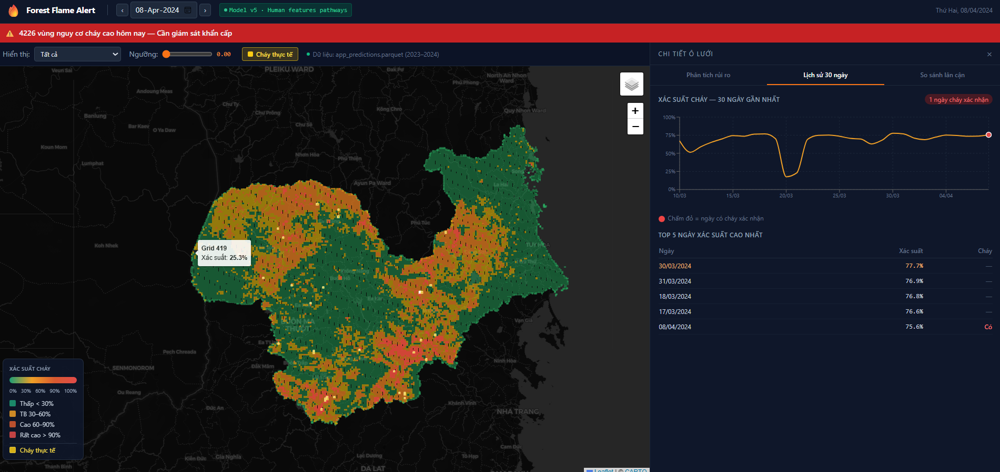 Forest Flame Alert
‹ 08-Apr-2024 ›
Model v5 · Human features pathways
Thứ Hai, 08/04/2024
4226 vùng nguy cơ cháy cao hôm nay — Cần giám sát khẩn cấp
Hiển thị: Tất cả
Ngưỡng: 0.00
Cháy thực tế
Dữ liệu: app_predictions.parquet (2023–2024)
Veun Sai
PLEIKU WARD
Đak Pơ
North An Nhon
Ward
Phú Phong
Andoung Meas
Chư Ty
Kông Chro
Chư Prông
Quy Nhon Ward
Banlung
Bar Kaev
O Ya Daw
Chư Sê
Koun Mom
Nhơn Hòa
Phú Thiện
Lumphat
Ayun Pa Ward
La Hai
Phú Túc
Koh Nhek
TUY HOA
Grid 419
Xác suất: 25.3%
BUÔN MA
THUỘT
Vạn Giã
Pech Chreada
SENMONOROM
Đắk Mâm
Ninh Hòa
Ou Reang
Đức An
Khánh Vĩnh
NHA TRANG
Cam Đức
Lạc Dương
Tô Hạp
Kiến Đức
Gia Nghĩa
Thanh Bình
DA LAT
+
−
XÁC SUẤT CHÁY
0% 30% 60% 90% 100%
Thấp < 30%
TB 30–60%
Cao 60–90%
Rất cao > 90%
Cháy thực tế
Leaflet | © CARTO
CHI TIẾT Ô LƯỚI
×
Phân tích rủi ro
Lịch sử 30 ngày
So sánh lân cận
XÁC SUẤT CHÁY — 30 NGÀY GẦN NHẤT
1 ngày cháy xác nhận
100%
75%
50%
25%
0%
10/03 15/03 20/03 25/03 30/03 04/04
Chấm đỏ = ngày có cháy xác nhận
TOP 5 NGÀY XÁC SUẤT CAO NHẤT
Ngày Xác suất Cháy
30/03/2024 77.7% —
31/03/2024 76.9% —
18/03/2024 76.8% —
17/03/2024 76.6% —
08/04/2024 75.6% Có